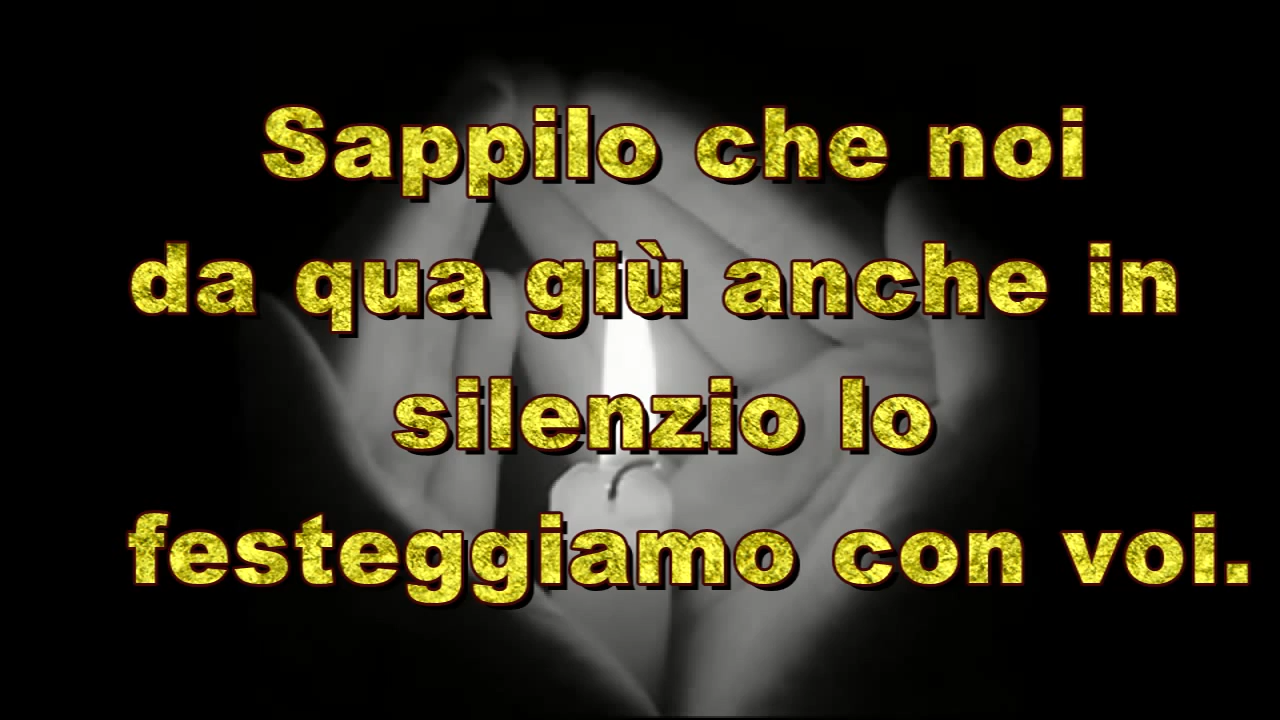 Sappilo che noi
da qua giù anche in
silenzio lo
festeggiamo con voi.